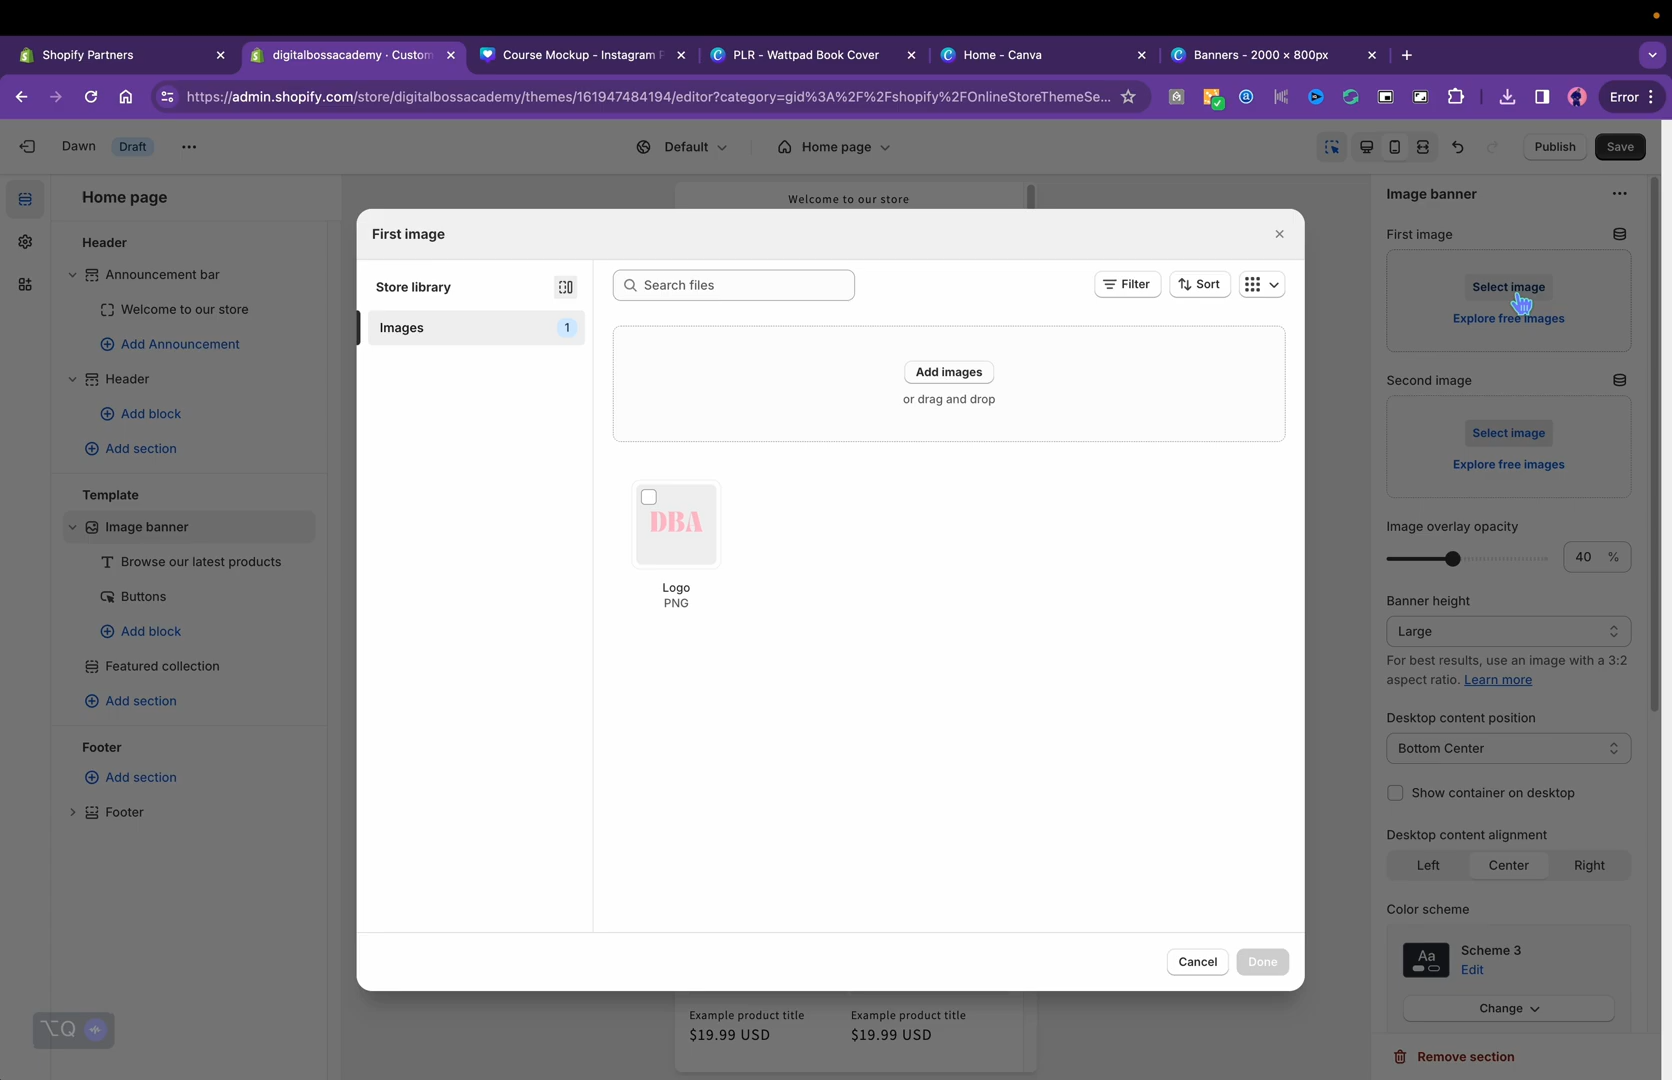 Shopify Partners
digitalbossacademy · Custom
Course Mockup - Instagram P
PLR - Wattpad Book Cover
Home - Canva
Banners - 2000 × 800px
https://admin.shopify.com/store/digitalbossacademy/themes/161947484194/editor?category=gid%3A%2F%2Fshopify%2FOnlineStoreThemeSe...
Error
Dawn
Draft
Default
Home page
Publish
Save
Home page
Header
Announcement bar
Welcome to our store
Add Announcement
Header
Add block
Add section
Template
Image banner
Browse our latest products
Buttons
Add block
Featured collection
Add section
Footer
Add section
Footer
⌥Q
Welcome to our store
First image
Store library
Images
1
Search files
Filter
Sort
Add images
or drag and drop
DBA
Logo
PNG
Cancel
Done
Example product title
$19.99 USD
Example product title
$19.99 USD
Image banner
First image
Select image
Explore free images
Second image
Select image
Explore free images
Image overlay opacity
40 %
Banner height
Large
For best results, use an image with a 3:2
aspect ratio. Learn more
Desktop content position
Bottom Center
Show container on desktop
Desktop content alignment
Left
Center
Right
Color scheme
Aa
Scheme 3
Edit
Change
Remove section